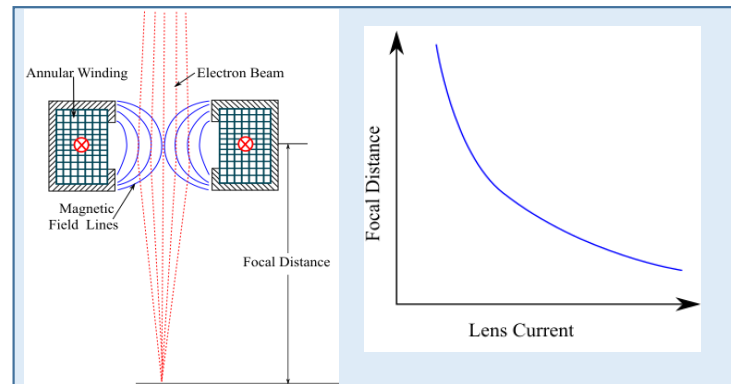 Annular Winding
Electron Beam
Magnetic
Field Lines
Focal Distance
Focal Distance
Lens Current